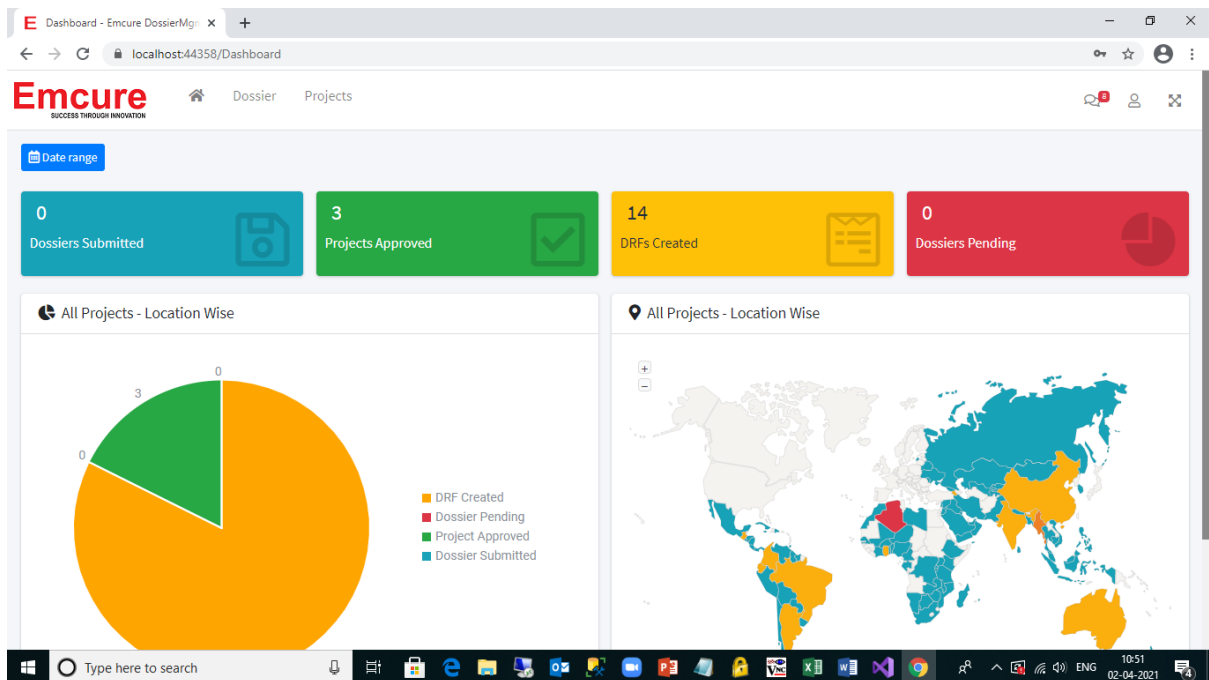 Dashboard - Emcure DossierMgm
localhost:44358/Dashboard
Emcure
SUCCESS THROUGH INNOVATION
Dossier Projects
8
Date range
0
Dossiers Submitted
3
Projects Approved
14
DRFs Created
0
Dossiers Pending
All Projects - Location Wise
0
3
0
DRF Created
Dossier Pending
Project Approved
Dossier Submitted
All Projects - Location Wise
+
−
Type here to search
ENG
10:51
02-04-2021
4